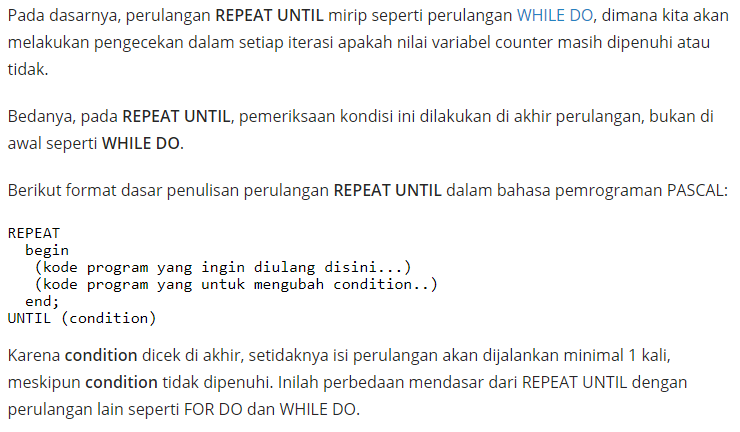 Pada dasarnya, perulangan REPEAT UNTIL mirip seperti perulangan WHILE DO, dimana kita akan
melakukan pengecekan dalam setiap iterasi apakah nilai variabel counter masih dipenuhi atau
tidak.
Bedanya, pada REPEAT UNTIL, pemeriksaan kondisi ini dilakukan di akhir perulangan, bukan di
awal seperti WHILE DO.
Berikut format dasar penulisan perulangan REPEAT UNTIL dalam bahasa pemrograman PASCAL:
REPEAT
  begin
   (kode program yang ingin diulang disini...)
   (kode program yang untuk mengubah condition..)
  end;
UNTIL (condition)
Karena condition dicek di akhir, setidaknya isi perulangan akan dijalankan minimal 1 kali,
meskipun condition tidak dipenuhi. Inilah perbedaan mendasar dari REPEAT UNTIL dengan
perulangan lain seperti FOR DO dan WHILE DO.